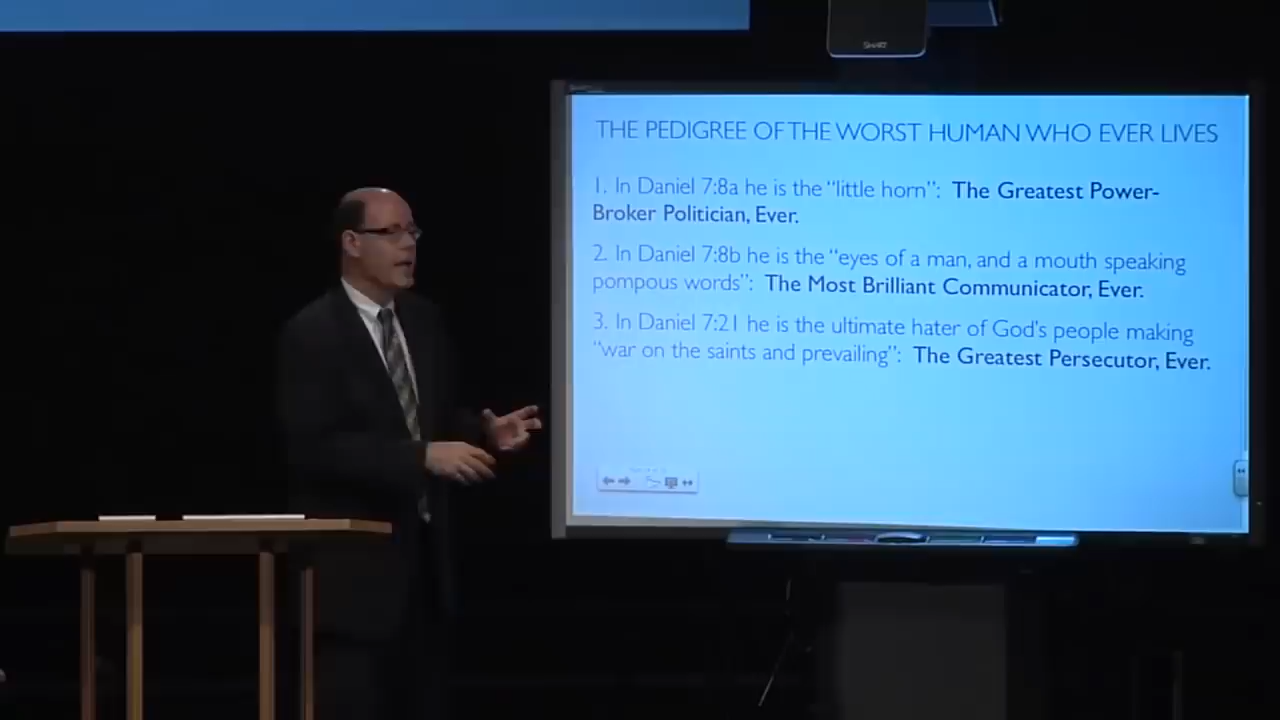 SMART
THE PEDIGREE OF THE WORST HUMAN WHO EVER LIVES
1. In Daniel 7:8a he is the "little horn": The Greatest Power-
Broker Politician, Ever.
2. In Daniel 7:8b he is the "eyes of a man, and a mouth speaking
pompous words": The Most Brilliant Communicator, Ever.
3. In Daniel 7:21 he is the ultimate hater of God's people making
"war on the saints and prevailing": The Greatest Persecutor, Ever.